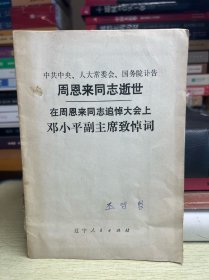 中共中央、人大常委会、国务院讣告
周恩来同志逝世
在周恩来同志追悼大会上
邓小平副主席致悼词
辽宁人民出版社